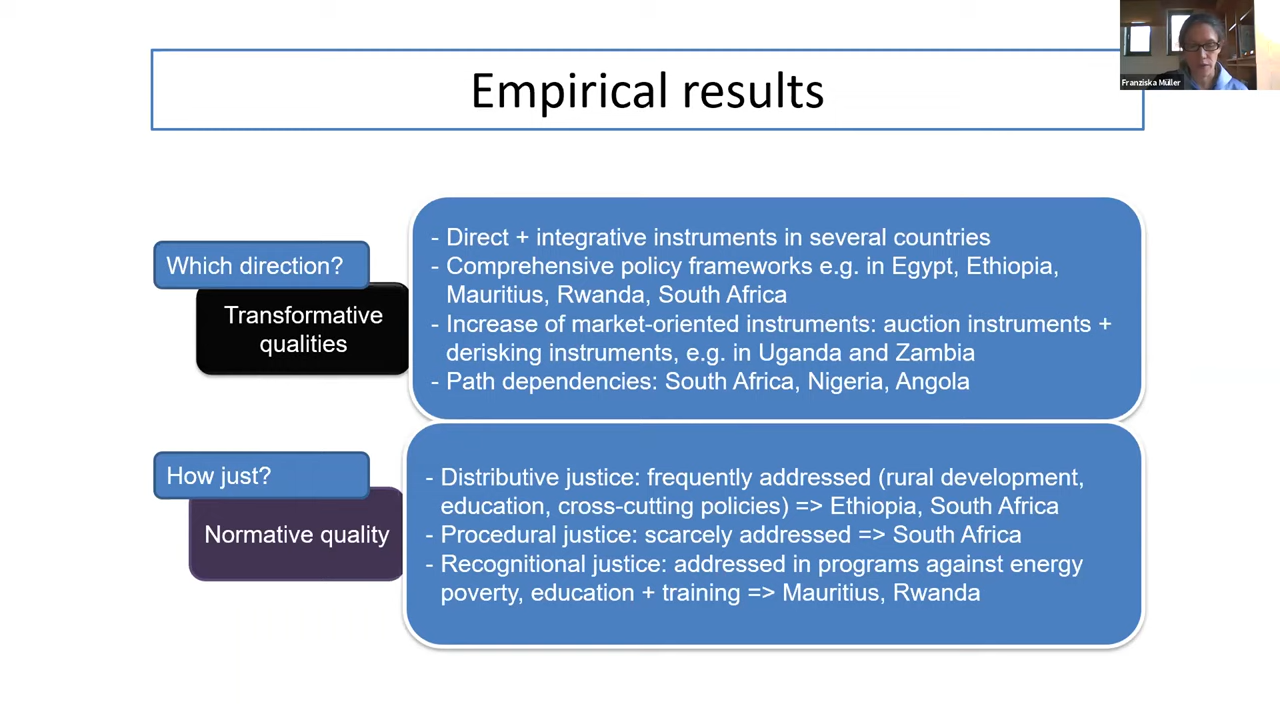 Franziska Müller
Empirical results
Which direction?
Transformative
qualities
- Direct + integrative instruments in several countries
- Comprehensive policy frameworks e.g. in Egypt, Ethiopia,
Mauritius, Rwanda, South Africa
- Increase of market-oriented instruments: auction instruments +
derisking instruments, e.g. in Uganda and Zambia
- Path dependencies: South Africa, Nigeria, Angola
How just?
Normative quality
- Distributive justice: frequently addressed (rural development,
education, cross-cutting policies) => Ethiopia, South Africa
- Procedural justice: scarcely addressed => South Africa
- Recognitional justice: addressed in programs against energy
poverty, education + training => Mauritius, Rwanda